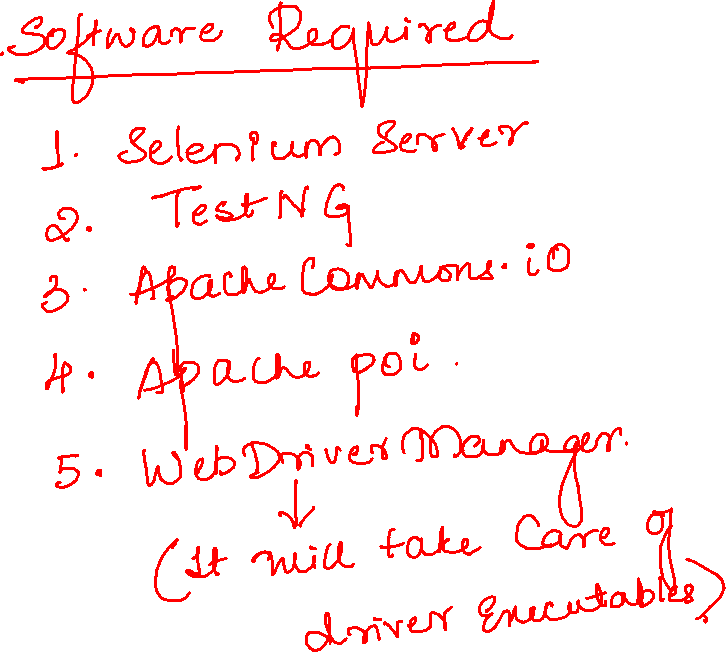 Software Required
1. Selenium Server
2. TestNG
3. Apache Commons.io
4. Apache poi.
5. WebDriverManager.
(It will take Care of
driver Executables)